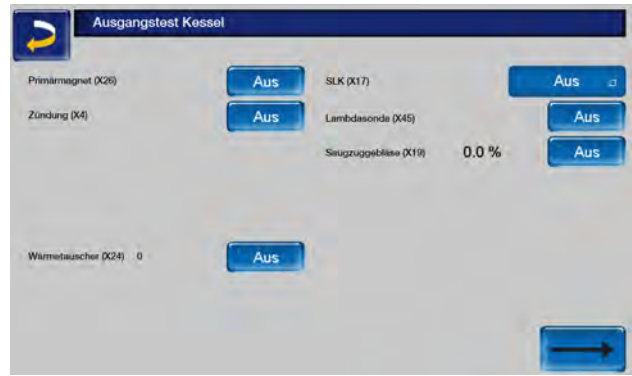 Ausgangstest Kessel
Primärmagnet (X26) Aus
SLK (X17) Aus
Zündung (X4) Aus
Lambdasonde (X45) Aus
Saugzuggebläse (X19) 0.0 % Aus
Wärmetauscher (X24) 0 Aus